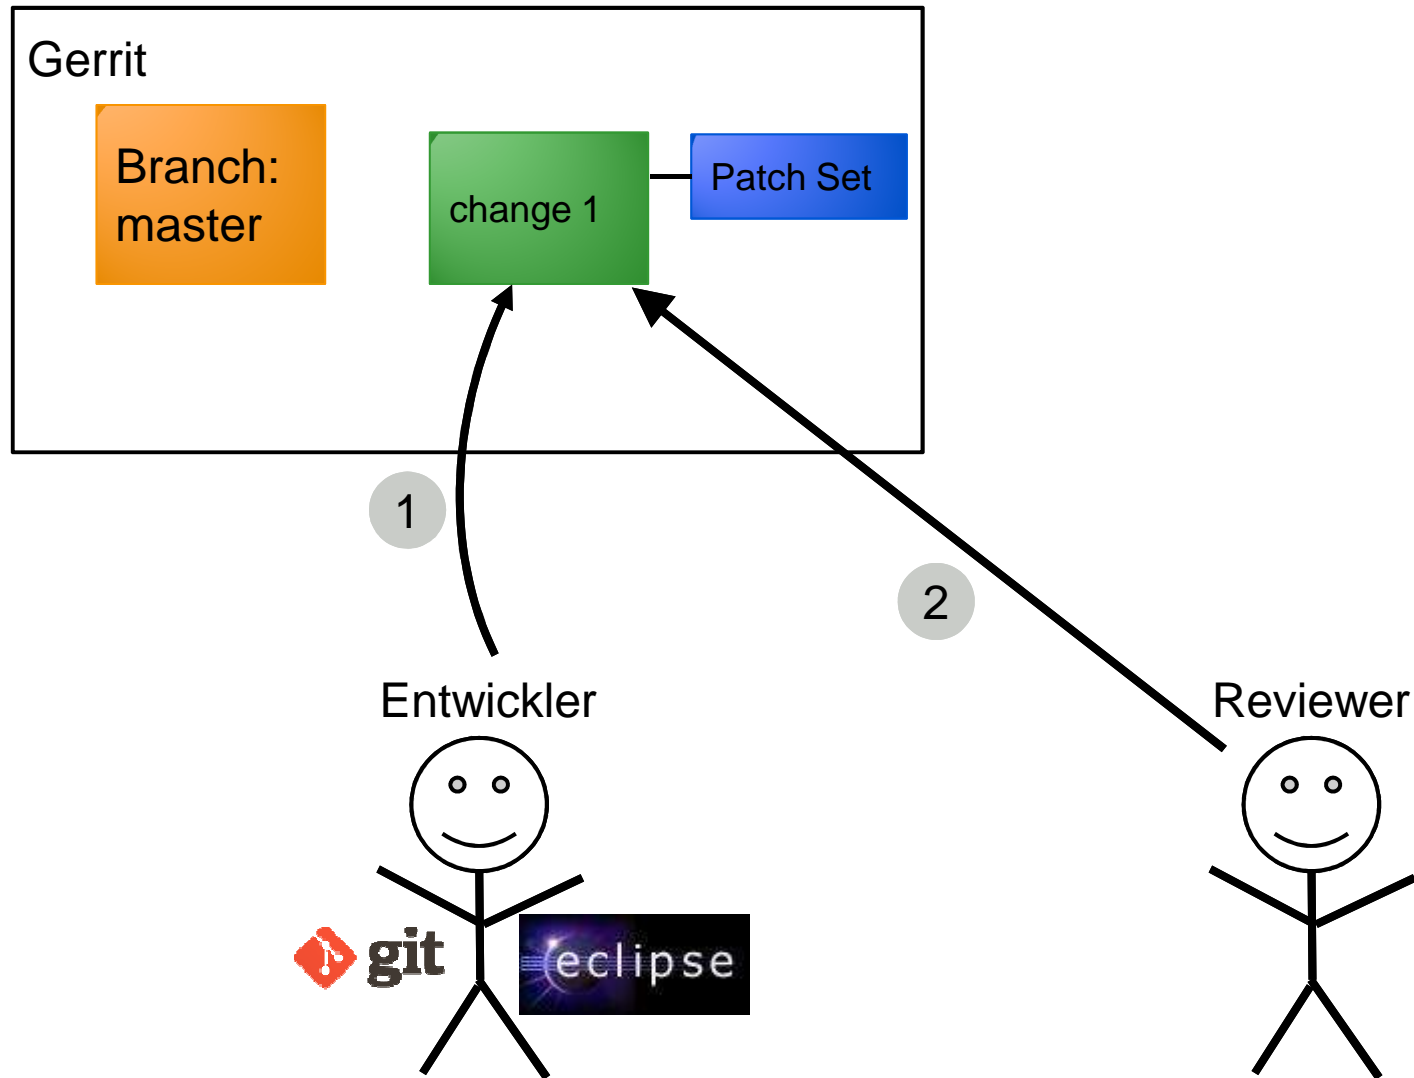 Gerrit
Branch:
master
change 1
Patch Set
1
2
Entwickler
Reviewer
git
eclipse